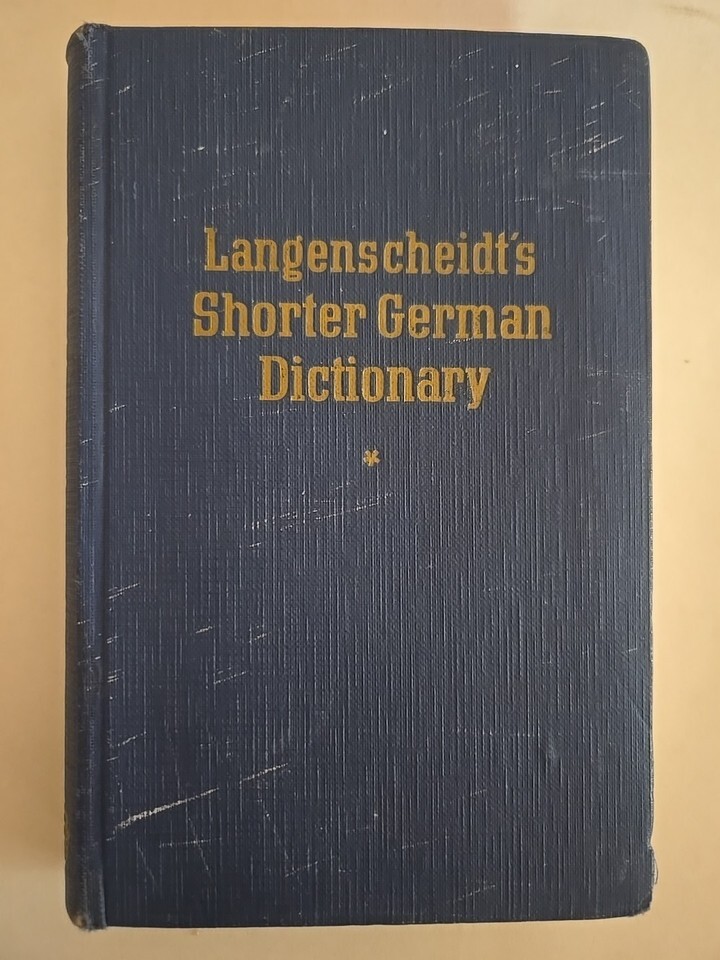 Langenscheidt's
Shorter German
Dictionary
*